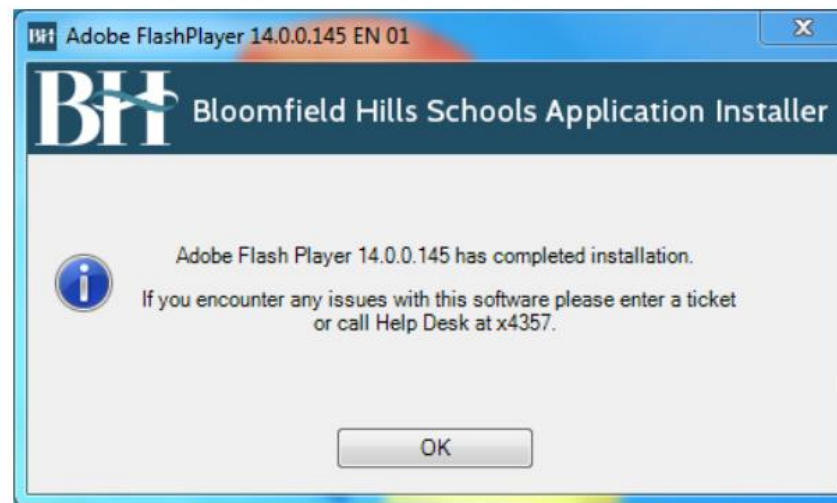 BH Adobe FlashPlayer 14.0.0.145 EN 01
BH Bloomfield Hills Schools Application Installer
Adobe Flash Player 14.0.0.145 has completed installation.
If you encounter any issues with this software please enter a ticket
or call Help Desk at x4357.
OK